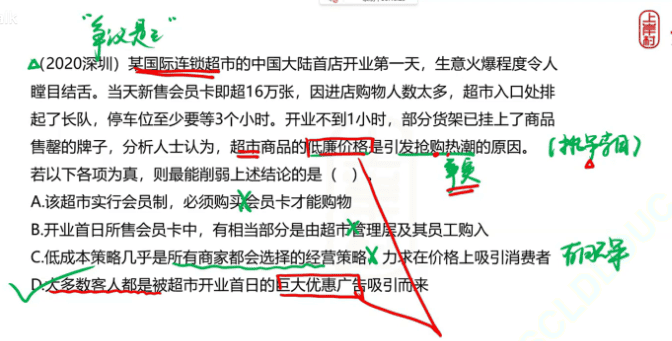 上岸村
“争议是之”
(2020深圳)某国际连锁超市的中国大陆首店开业第一天,生意火爆程度令人
瞠目结舌。当天新售会员卡即超16万张,因进店购物人数太多,超市入口处排
起了长队,停车位至少要等3个小时。开业不到1小时,部分货架已挂上了商品
售罄的牌子,分析人士认为,超市商品的低廉价格是引发抢购热潮的原因。
若以下各项为真,则最能削弱上述结论的是( )。
A.该超市实行会员制,必须购买会员卡才能购物
B.开业首日所售会员卡中,有相当部分是由超市管理层及其员工购入
C.低成本策略几乎是所有商家都会选择的经营策略,力求在价格上吸引消费者
D.大多数客人都是被超市开业首日的巨大优惠广告吸引而来